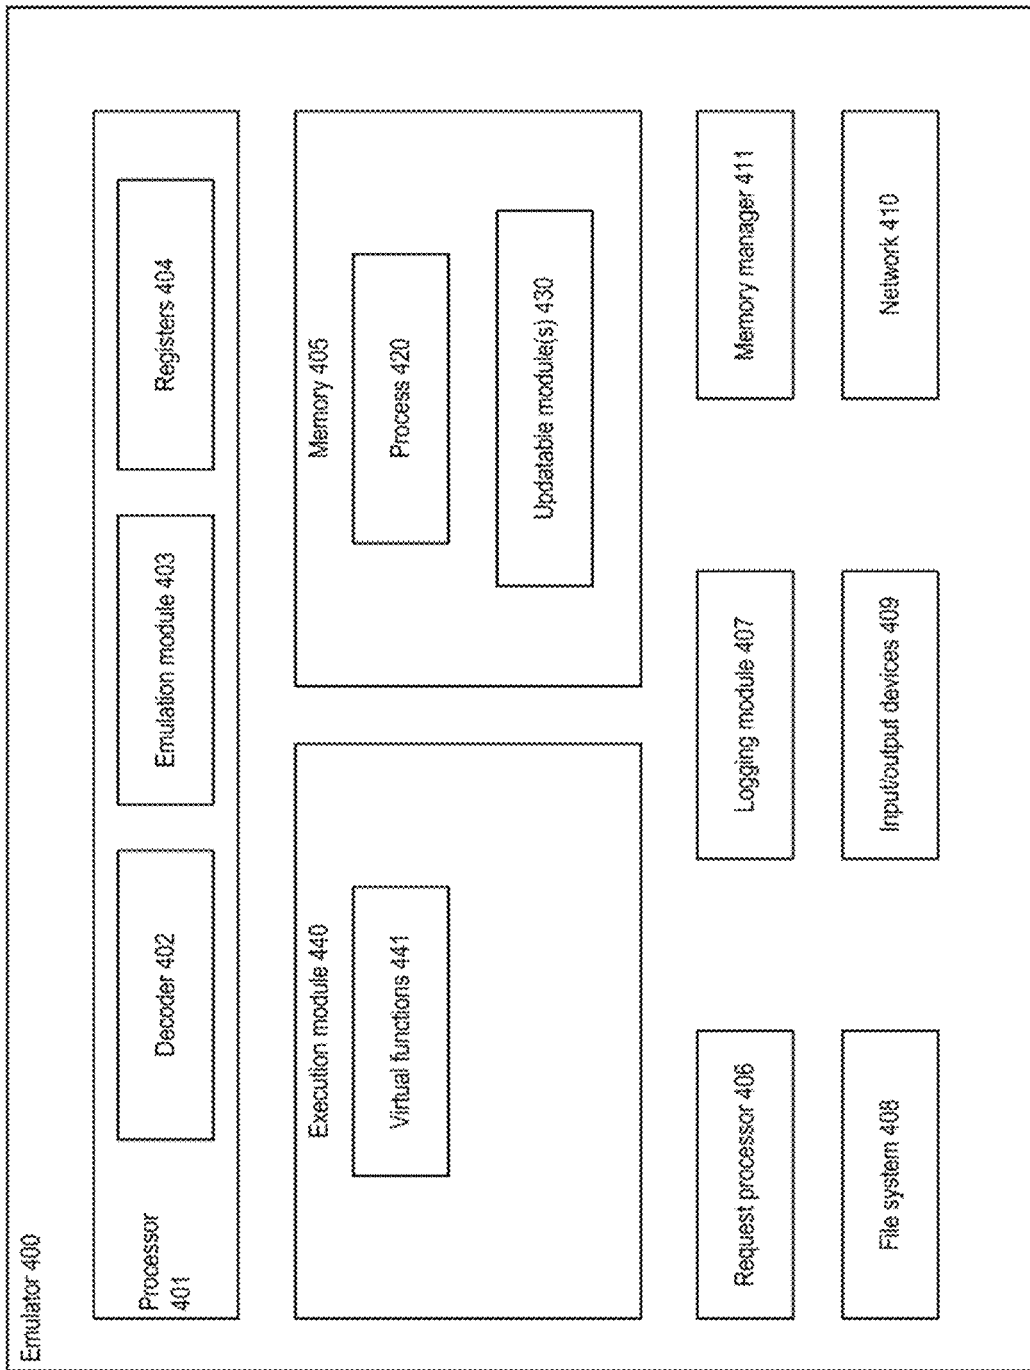 Emulator 400
Processor
401
Decoder 402
Emulation module 403
Registers 404
Execution module 440
Virtual functions 441
Memory 405
Process 420
Updatable module(s) 430
Request processor 406
Logging module 407
Memory manager 411
File system 408
Input/output devices 409
Network 410